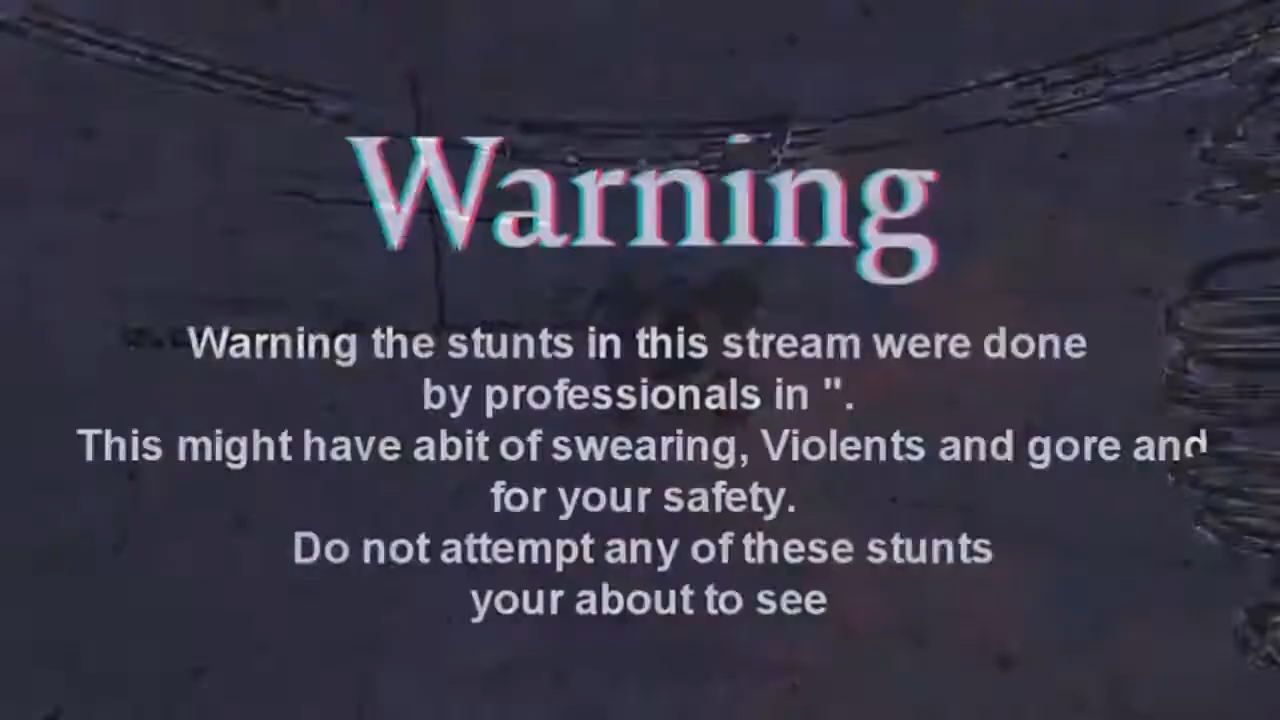 Warning
Warning the stunts in this stream were done
by professionals in ".
This might have abit of swearing, Violents and gore and
for your safety.
Do not attempt any of these stunts
your about to see